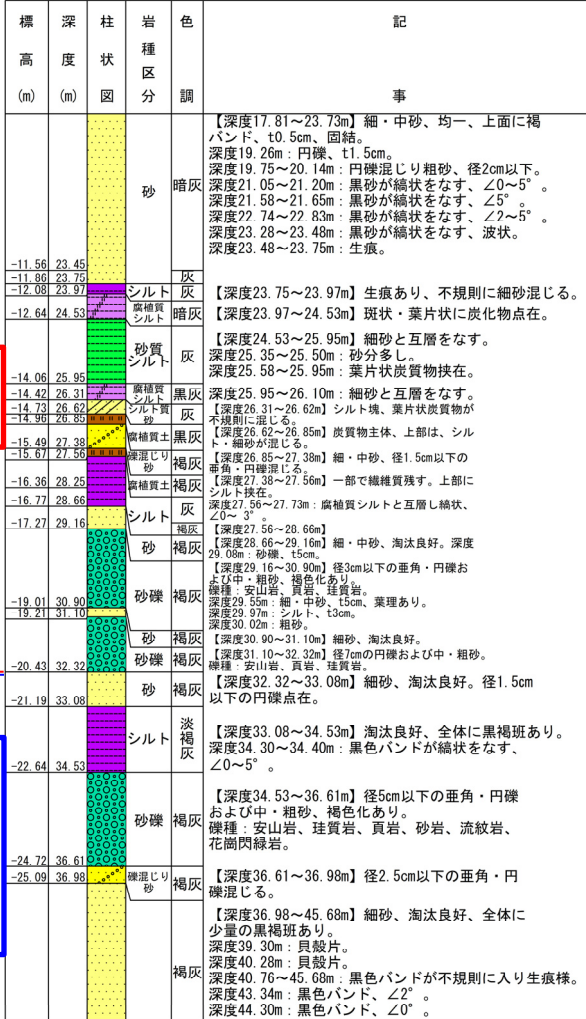 標高(m) 深度(m) 柱状図 岩種区分 色調 記事
【深度17.81～23.73m】細・中砂、均一、上面に褐
バンド、t0.5cm、固結。
深度19.26m：円礫、t1.5cm。
砂 暗灰 深度19.75～20.14m：円礫混じり粗砂、径2cm以下。
深度21.05～21.20m：黒砂が縞状をなす、∠0～5°。
深度21.58～21.65m：黒砂が縞状をなす、∠5°。
深度22.74～22.83m：黒砂が縞状をなす、∠2～5°。
深度23.28～23.48m：黒砂が縞状をなす、波状。
深度23.48～23.75m：生痕。
-11.56 23.45
-11.86 23.75 灰
-12.08 23.97 シルト 灰 【深度23.75～23.97m】生痕あり、不規則に細砂混じる。
-12.64 24.53 腐植質シルト 暗灰 【深度23.97～24.53m】斑状・葉片状に炭化物点在。
砂質シルト 灰 【深度24.53～25.95m】細砂と互層をなす。
深度25.35～25.50m：砂分多し。
深度25.58～25.95m：葉片状炭質物挟在。
-14.06 25.95
-14.42 26.31 腐植質シルト 黒灰 深度25.95～26.10m：細砂と互層をなす。
-14.73 26.62 シルト質砂 灰 【深度26.31～26.62m】シルト塊、葉片状炭質物が
不規則に混じる。
-14.96 26.85 腐植質土 黒灰 【深度26.62～26.85m】炭質物主体、上部は、シル
ト・細砂が混じる。
-15.49 27.38 礫混じり砂 褐灰 【深度26.85～27.38m】細・中砂、径1.5cm以下の
亜角・円礫混じる。
-15.67 27.56 腐植質土 褐灰 【深度27.38～27.56m】一部で繊維質残す。上部に
シルト挟在。
-16.36 28.25
-16.77 28.66 シルト 灰 深度27.56～27.73m：腐植質シルトと互層し縞状、
∠0～ 3°。
褐灰 【深度27.56～28.66m】
-17.27 29.16 砂 褐灰 【深度28.66～29.16m】細・中砂、淘汰良好。深度
29.08m：砂礫、t5cm。
砂礫 褐灰 【深度29.16～30.90m】径3cm以下の亜角・円礫お
よび中・粗砂、褐色化あり。
礫種：安山岩、頁岩、珪質岩。
深度29.55m：細・中砂、t5cm、葉理あり。
深度29.97m：シルト、t3cm。
深度30.02m：粗砂。
-19.01 30.90
19.21 31.10 砂 褐灰 【深度30.90～31.10m】細砂、淘汰良好。
-20.43 32.32 砂礫 褐灰 【深度31.10～32.32m】径7cmの円礫および中・粗砂。
礫種：安山岩、頁岩、珪質岩。
-21.19 33.08 砂 褐灰 【深度32.32～33.08m】細砂、淘汰良好。径1.5cm
以下の円礫点在。
-22.64 34.53 シルト 淡褐灰 【深度33.08～34.53m】淘汰良好、全体に黒褐斑あり。
深度34.30～34.40m：黒色バンドが縞状をなす、
∠0～5°。
砂礫 褐灰 【深度34.53～36.61m】径5cm以下の亜角・円礫
および中・粗砂、褐色化あり。
礫種：安山岩、珪質岩、頁岩、砂岩、流紋岩、
花崗閃緑岩。
-24.72 36.61
-25.09 36.98 礫混じり砂 褐灰 【深度36.61～36.98m】径2.5cm以下の亜角・円
礫混じる。
褐灰 【深度36.98～45.68m】細砂、淘汰良好、全体に
少量の黒褐斑あり。
深度39.30m：貝殻片。
深度40.28m：貝殻片。
深度40.76～45.68m：黒色バンドが不規則に入り生痕様。
深度43.34m：黒色バンド、∠2°。
深度44.30m：黒色バンド、∠0°。